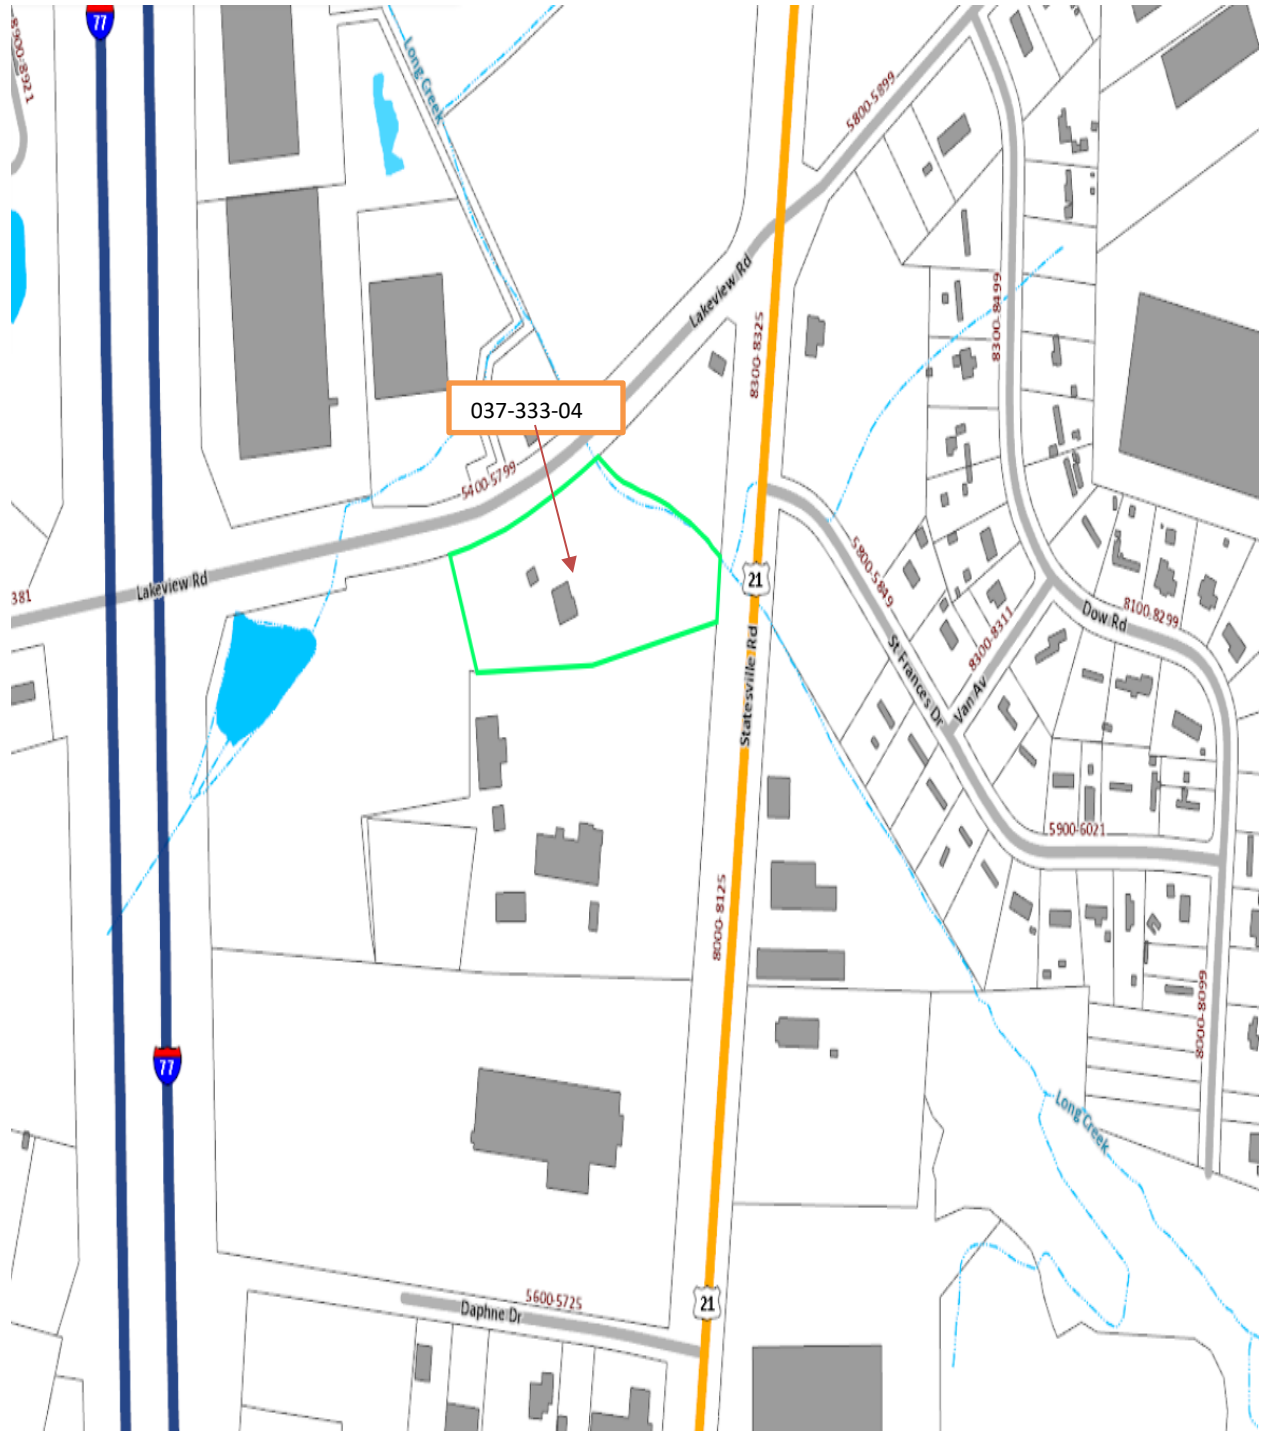 77
8900-8921
Long Creek
5800-5899
Lakeview Rd
8300-8325
8300-8499
037-333-04
5400-5799
Lakeview Rd
381
21
5800-5849
8100-8299
Dow Rd
8300-8311
St Frances Dr
Van Av
Statesville Rd
5900-6021
8000-8125
8000-8099
77
Long Creek
5600-5725
Daphne Dr
21